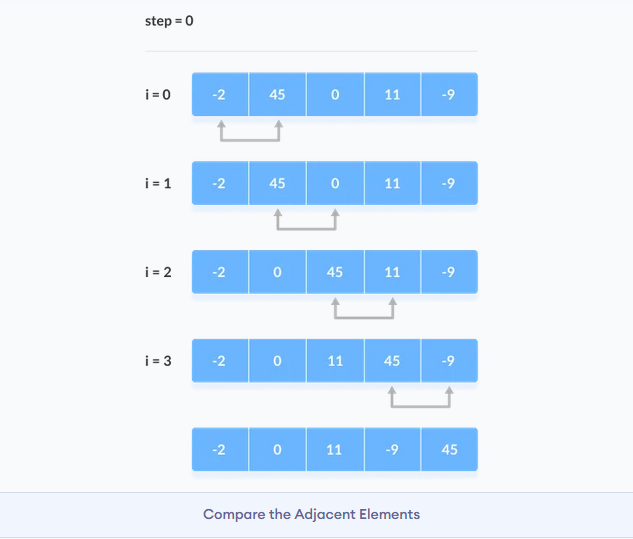 step = 0
i = 0 -2 45 0 11 -9
i = 1 -2 45 0 11 -9
i = 2 -2 0 45 11 -9
i = 3 -2 0 11 45 -9
-2 0 11 -9 45
Compare the Adjacent Elements